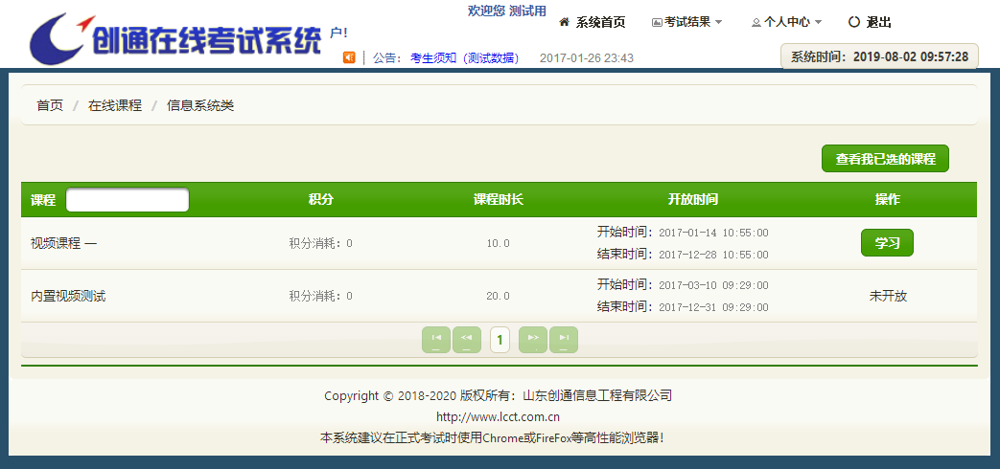 创通在线考试系统
欢迎您 测试用
户!
系统首页 考试结果 个人中心 退出
公告： 考生须知（测试数据） 2017-01-26 23:43
系统时间：2019-08-02 09:57:28
首页 / 在线课程 / 信息系统类
查看我已选的课程
课程 积分 课程时长 开放时间 操作
视频课程 一 积分消耗：0 10.0 开始时间：2017-01-14 10:55:00 学习
结束时间：2017-12-28 10:55:00
内置视频测试 积分消耗：0 20.0 开始时间：2017-03-10 09:29:00 未开放
结束时间：2017-12-31 09:29:00
1
Copyright © 2018-2020 版权所有：山东创通信息工程有限公司
http://www.lcct.com.cn
本系统建议在正式考试时使用Chrome或FireFox等高性能浏览器！